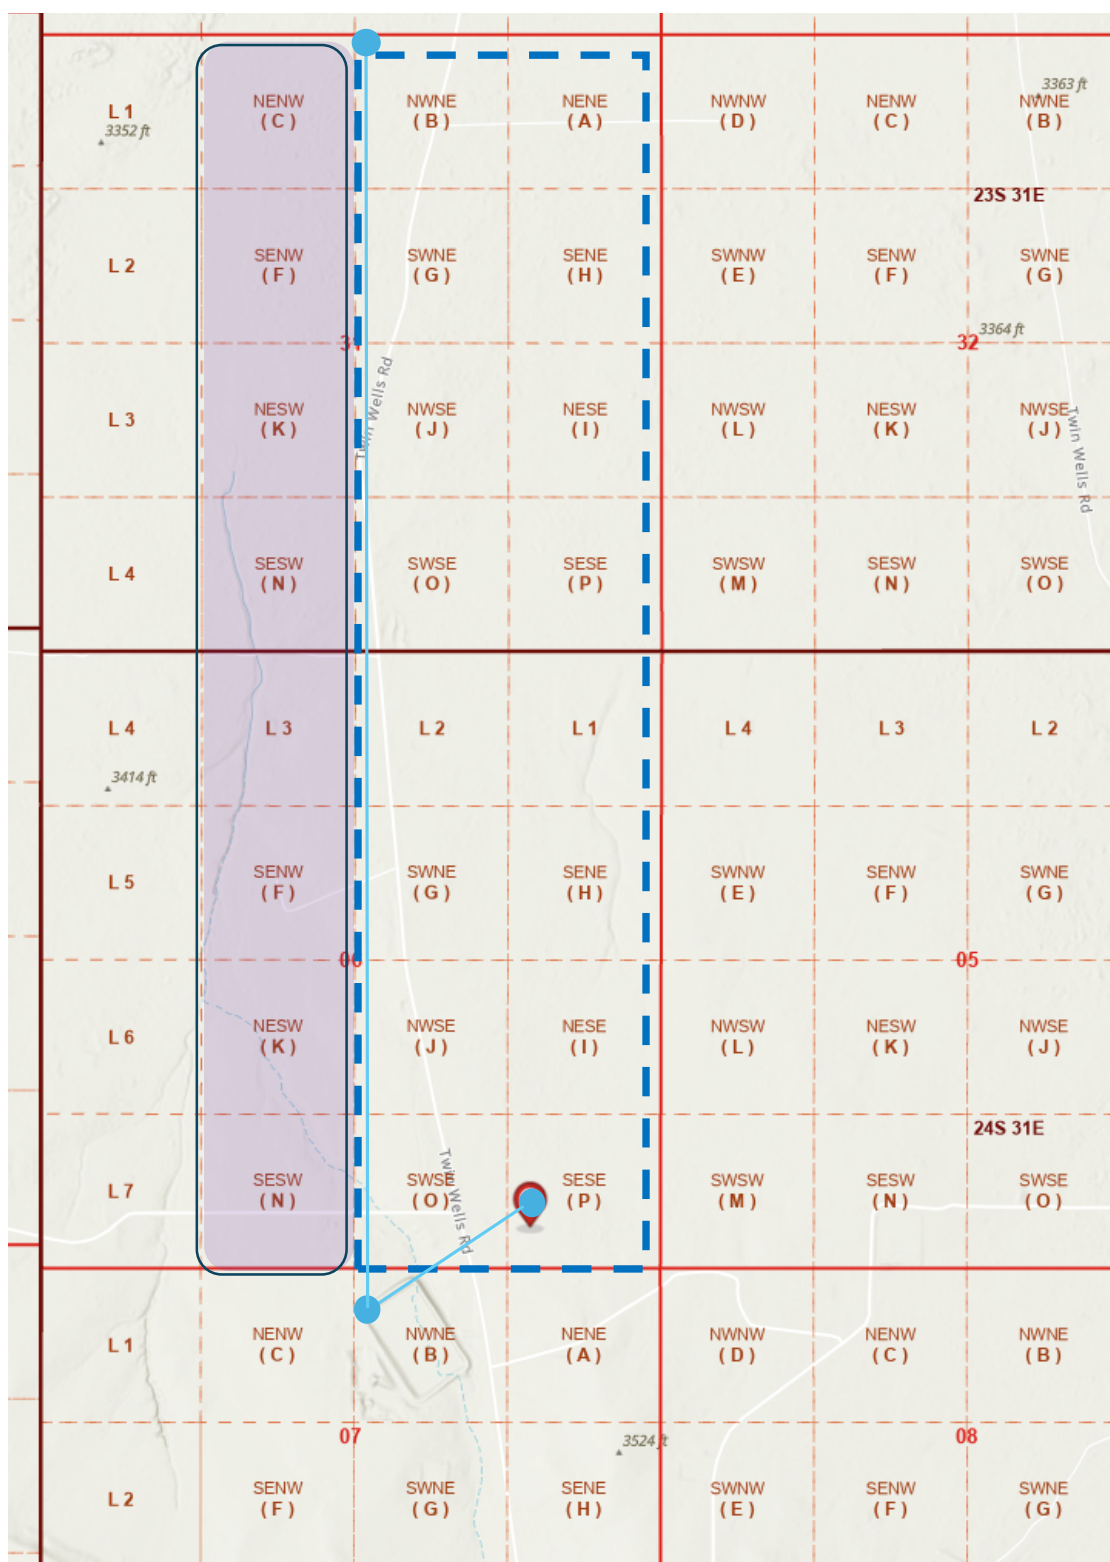 L 1
NENW
(C)
NWNE
(B)
NENE
(A)
NWNW
(D)
NENW
(C)
NWNE
(B)
3352 ft
3363 ft
23S 31E
L 2
SENW
(F)
SWNE
(G)
SENE
(H)
SWNW
(E)
SENW
(F)
SWNE
(G)
32
3364 ft
Twin Wells Rd
L 3
NESW
(K)
NWSE
(J)
NESE
(I)
NWSW
(L)
NESW
(K)
NWSE
(J)
Twin Wells Rd
L 4
SESW
(N)
SWSE
(O)
SESE
(P)
SWSW
(M)
SESW
(N)
SWSE
(O)
L 4
L 3
L 2
L 1
L 4
L 3
L 2
3414 ft
L 5
SENW
(F)
SWNE
(G)
SENE
(H)
SWNW
(E)
SENW
(F)
SWNE
(G)
05
L 6
NESW
(K)
NWSE
(J)
NESE
(I)
NWSW
(L)
NESW
(K)
NWSE
(J)
24S 31E
L 7
SESW
(N)
SWSE
(O)
SESE
(P)
SWSW
(M)
SESW
(N)
SWSE
(O)
Twin Wells Rd
L 1
NENW
(C)
NWNE
(B)
NENE
(A)
NWNW
(D)
NENW
(C)
NWNE
(B)
07
3524 ft
08
L 2
SENW
(F)
SWNE
(G)
SENE
(H)
SWNW
(E)
SENW
(F)
SWNE
(G)